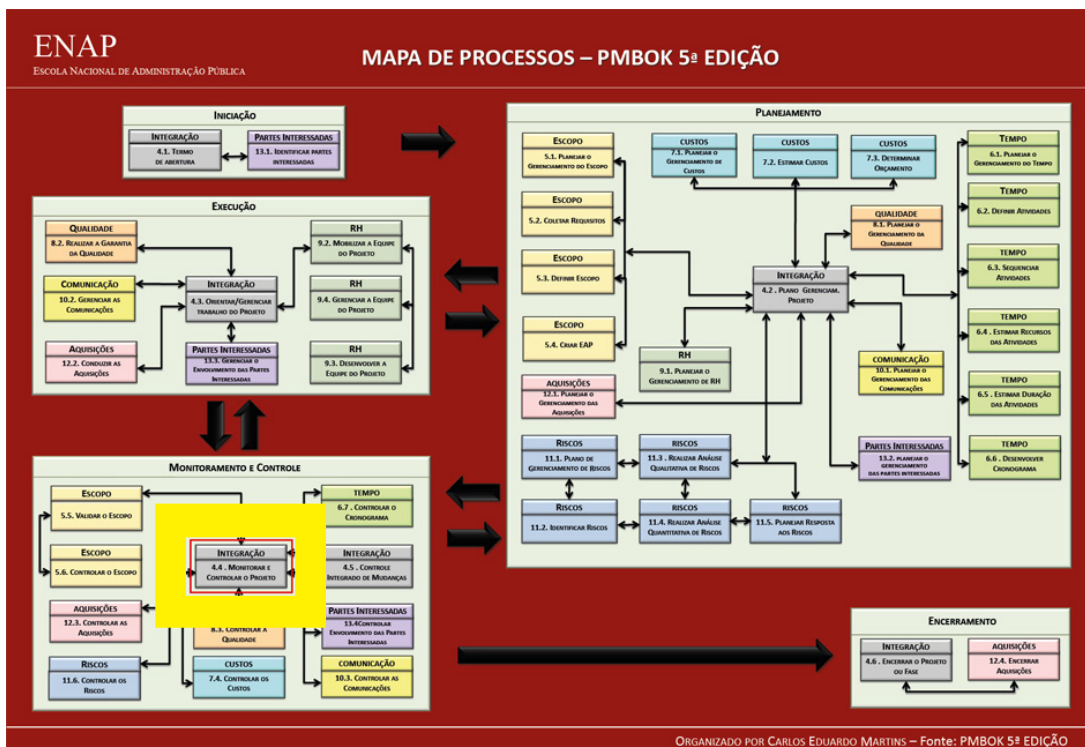 ENAP
ESCOLA NACIONAL DE ADMINISTRAÇÃO PÚBLICA
MAPA DE PROCESSOS – PMBOK 5ª EDIÇÃO
INICIAÇÃO
INTEGRAÇÃO
4.1. TERMO
DE ABERTURA
PARTES INTERESSADAS
13.1. IDENTIFICAR PARTES
INTERESSADAS
EXECUÇÃO
QUALIDADE
8.2. REALIZAR A GARANTIA
DA QUALIDADE
RH
9.2. MOBILIZAR A EQUIPE
DO PROJETO
COMUNICAÇÃO
10.2. GERENCIAR AS
COMUNICAÇÕES
INTEGRAÇÃO
4.3. ORIENTAR/GERENCIAR
TRABALHO DO PROJETO
RH
9.4. GERENCIAR A EQUIPE
DO PROJETO
AQUISIÇÕES
12.2. CONDUZIR AS
AQUISIÇÕES
PARTES INTERESSADAS
13.3. GERENCIAR O
ENVOLVIMENTO DAS PARTES
INTERESSADAS
RH
9.3. DESENVOLVER A
EQUIPE DO PROJETO
PLANEJAMENTO
ESCOPO
5.1. PLANEJAR O
GERENCIAMENTO DO ESCOPO
CUSTOS
7.1. PLANEJAR O
GERENCIAMENTO DE
CUSTOS
CUSTOS
7.2. ESTIMAR CUSTOS
CUSTOS
7.3. DETERMINAR
ORÇAMENTO
TEMPO
6.1. PLANEJAR O
GERENCIAMENTO DO TEMPO
ESCOPO
5.2. COLETAR REQUISITOS
QUALIDADE
8.1. PLANEJAR O
GERENCIAMENTO DA
QUALIDADE
TEMPO
6.2. DEFINIR ATIVIDADES
ESCOPO
5.3. DEFINIR ESCOPO
INTEGRAÇÃO
4.2. PLANO GERENCIAM.
PROJETO
TEMPO
6.3. SEQUENCIAR
ATIVIDADES
ESCOPO
5.4. CRIAR EAP
RH
9.1. PLANEJAR O
GERENCIAMENTO DE RH
COMUNICAÇÃO
10.1. PLANEJAR O
GERENCIAMENTO DAS
COMUNICAÇÕES
TEMPO
6.4 . ESTIMAR RECURSOS
DAS ATIVIDADES
AQUISIÇÕES
12.1. PLANEJAR O
GERENCIAMENTO DAS
AQUISIÇÕES
TEMPO
6.5 . ESTIMAR DURAÇÃO
DAS ATIVIDADES
RISCOS
11.1. PLANO DE
GERENCIAMENTO DE RISCOS
RISCOS
11.3 . REALIZAR ANÁLISE
QUALITATIVA DE RISCOS
PARTES INTERESSADAS
13.2. PLANEJAR O
GERENCIAMENTO
DAS PARTES INTERESSADAS
TEMPO
6.6 . DESENVOLVER
CRONOGRAMA
RISCOS
11.2. IDENTIFICAR RISCOS
RISCOS
11.4. REALIZAR ANÁLISE
QUANTITATIVA DE RISCOS
RISCOS
11.5. PLANEJAR RESPOSTA
AOS RISCOS
MONITORAMENTO E CONTROLE
ESCOPO
5.5. VALIDAR O ESCOPO
TEMPO
6.7 . CONTROLAR O
CRONOGRAMA
ESCOPO
5.6. CONTROLAR O ESCOPO
INTEGRAÇÃO
4.4 . MONITORAR E
CONTROLAR O PROJETO
INTEGRAÇÃO
4.5 . CONTROLE
INTEGRADO DE MUDANÇAS
AQUISIÇÕES
12.3. CONTROLAR AS
AQUISIÇÕES
8.3. CONTROLAR A
QUALIDADE
PARTES INTERESSADAS
13.4CONTROLAR
ENVOLVIMENTO DAS PARTES
INTERESSADAS
RISCOS
11.6. CONTROLAR OS
RISCOS
CUSTOS
7.4. CONTROLAR OS
CUSTOS
COMUNICAÇÃO
10.3. CONTROLAR AS
COMUNICAÇÕES
ENCERRAMENTO
INTEGRAÇÃO
4.6 . ENCERRAR O PROJETO
OU FASE
AQUISIÇÕES
12.4. ENCERRAR
AQUISIÇÕES
ORGANIZADO POR CARLOS EDUARDO MARTINS – FONTE: PMBOK 5ª EDIÇÃO